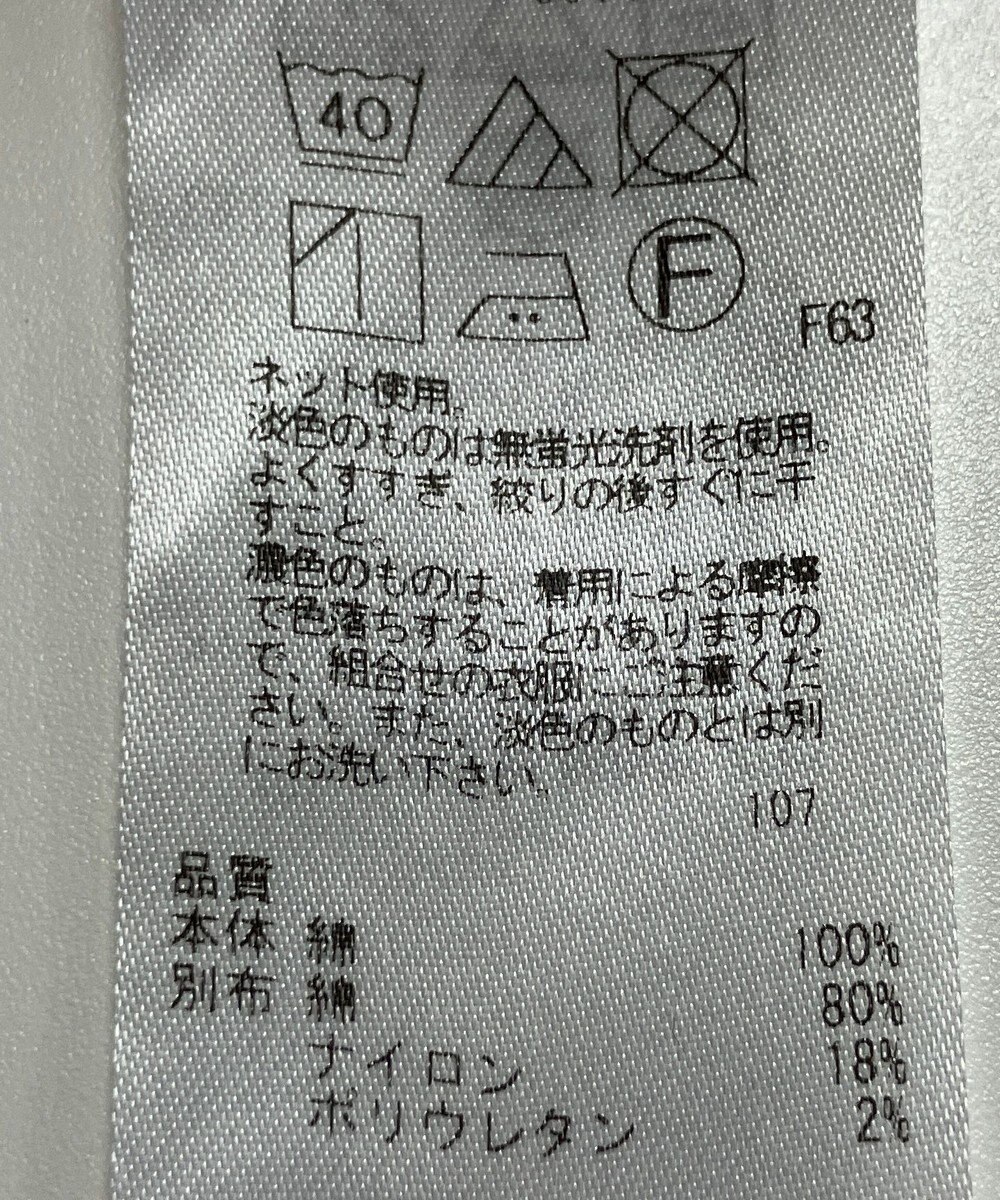 40
F
F63
ネット使用。
淡色のものは無蛍光洗剤を使用。
よくすすぎ、絞りの後すぐに干
すこと。
濃色のものは、着用による摩擦
で色落ちすることがありますの
で、組合せの衣服にご注意くだ
さい。また、淡色のものとは別
にお洗い下さい。
107
品質
本体 綿 100%
別布 綿 80%
ナイロン 18%
ポリウレタン 2%